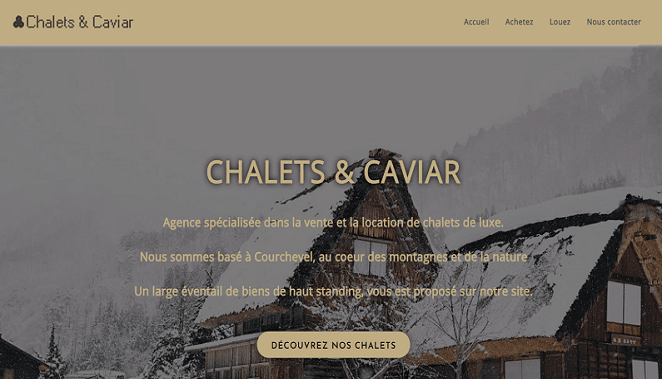 Chalets & Caviar
Accueil Achetez Louez Nous contacter
CHALETS & CAVIAR
Agence spécialisée dans la vente et la location de chalets de luxe.
Nous sommes basé à Courchevel, au coeur des montagnes et de la nature
Un large éventail de biens de haut standing, vous est proposé sur notre site.
DÉCOUVREZ NOS CHALETS